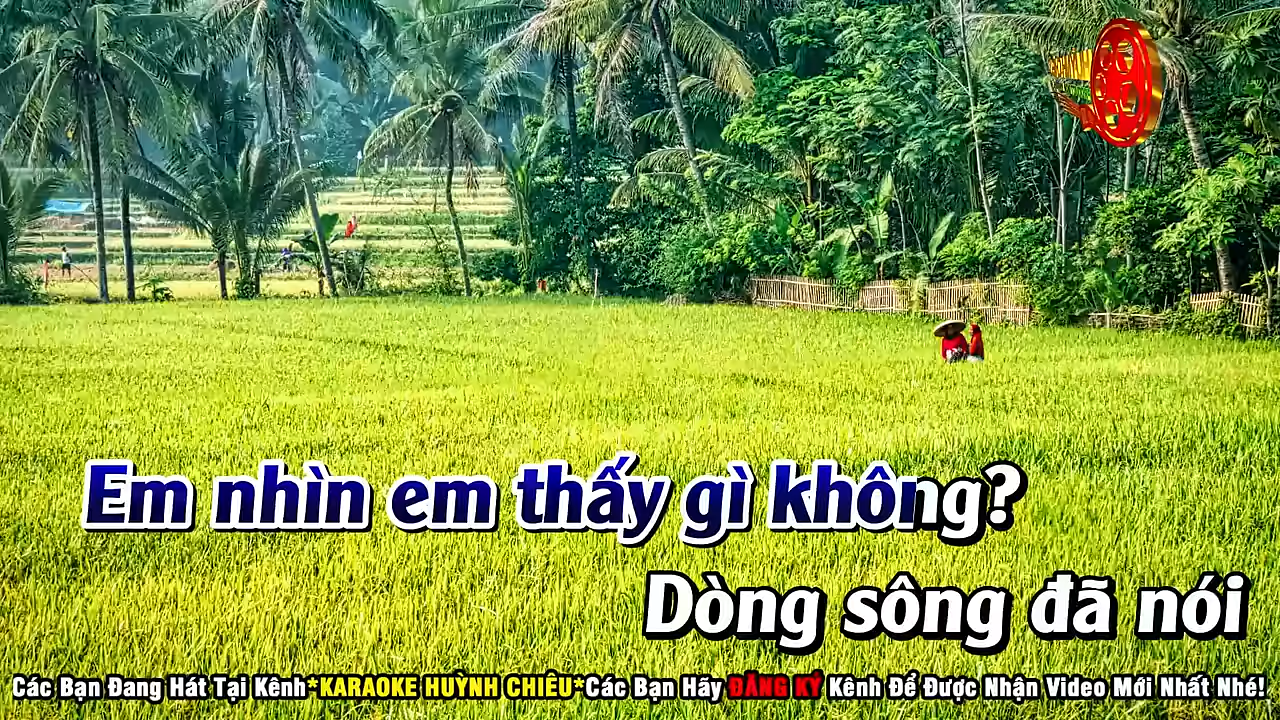 Em nhìn em thấy gì không?
Dòng sông đã nói
Các Bạn Đang Hát Tại Kênh*KARAOKE HUỲNH CHIÊU*Các Bạn Hãy ĐĂNG KÝ Kênh Để Được Nhận Video Mới Nhất Nhé!